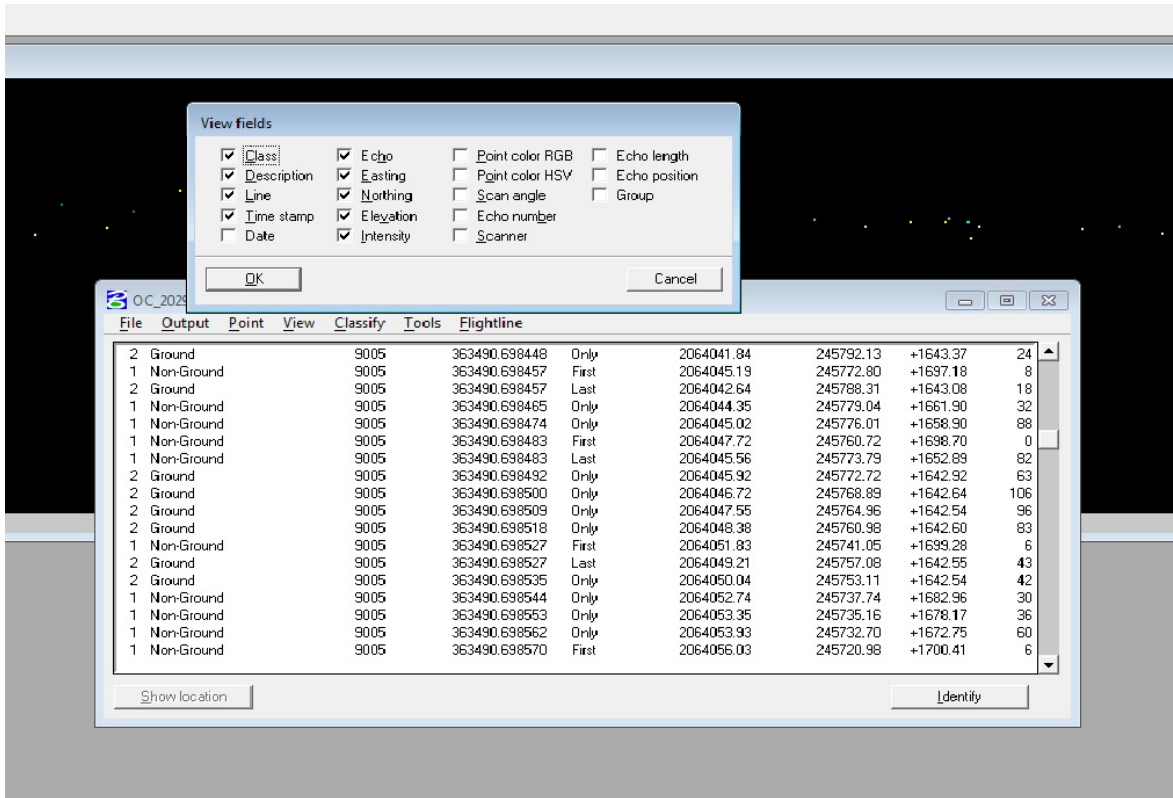 View fields
Class Echo Point color RGB Echo length
Description Easting Point color HSV Echo position
Line Northing Scan angle Group
Time stamp Elevation Echo number
Date Intensity Scanner
OK Cancel
OC_2029
File Output Point View Classify Tools Flightline
2 Ground 9005 363490.698448 Only 2064041.84 245792.13 +1643.37 24
1 Non-Ground 9005 363490.698457 First 2064045.19 245772.80 +1697.18 8
2 Ground 9005 363490.698457 Last 2064042.64 245788.31 +1643.08 18
1 Non-Ground 9005 363490.698465 Only 2064044.35 245779.04 +1661.90 32
1 Non-Ground 9005 363490.698474 Only 2064045.02 245776.01 +1658.90 88
1 Non-Ground 9005 363490.698483 First 2064047.72 245760.72 +1698.70 0
1 Non-Ground 9005 363490.698483 Last 2064045.56 245773.79 +1652.89 82
2 Ground 9005 363490.698492 Only 2064045.92 245772.72 +1642.92 63
2 Ground 9005 363490.698500 Only 2064046.72 245768.89 +1642.64 106
2 Ground 9005 363490.698509 Only 2064047.55 245764.96 +1642.54 96
2 Ground 9005 363490.698518 Only 2064048.38 245760.98 +1642.60 83
1 Non-Ground 9005 363490.698527 First 2064051.83 245741.05 +1699.28 6
2 Ground 9005 363490.698527 Last 2064049.21 245757.08 +1642.55 43
2 Ground 9005 363490.698535 Only 2064050.04 245753.11 +1642.54 42
1 Non-Ground 9005 363490.698544 Only 2064052.74 245737.74 +1682.96 30
1 Non-Ground 9005 363490.698553 Only 2064053.35 245735.16 +1678.17 36
1 Non-Ground 9005 363490.698562 Only 2064053.93 245732.70 +1672.75 60
1 Non-Ground 9005 363490.698570 First 2064056.03 245720.98 +1700.41 6
Show location Identify